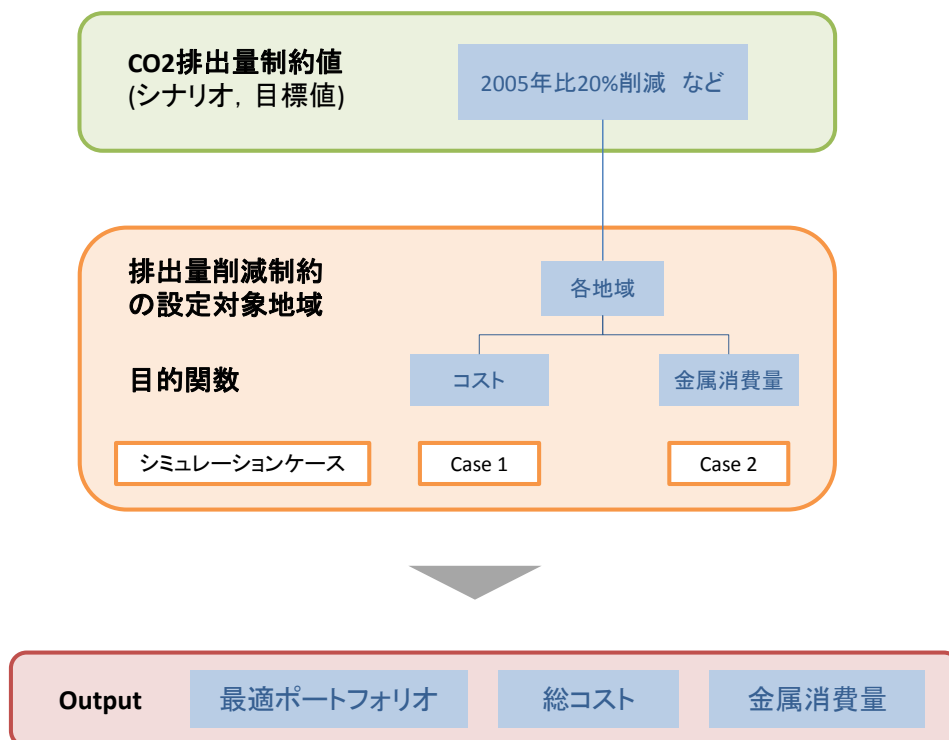 CO2排出量制約値
(シナリオ，目標値)
2005年比20%削減　など
排出量削減制約
の設定対象地域
各地域
目的関数
コスト
金属消費量
シミュレーションケース
Case 1
Case 2
Output
最適ポートフォリオ
総コスト
金属消費量